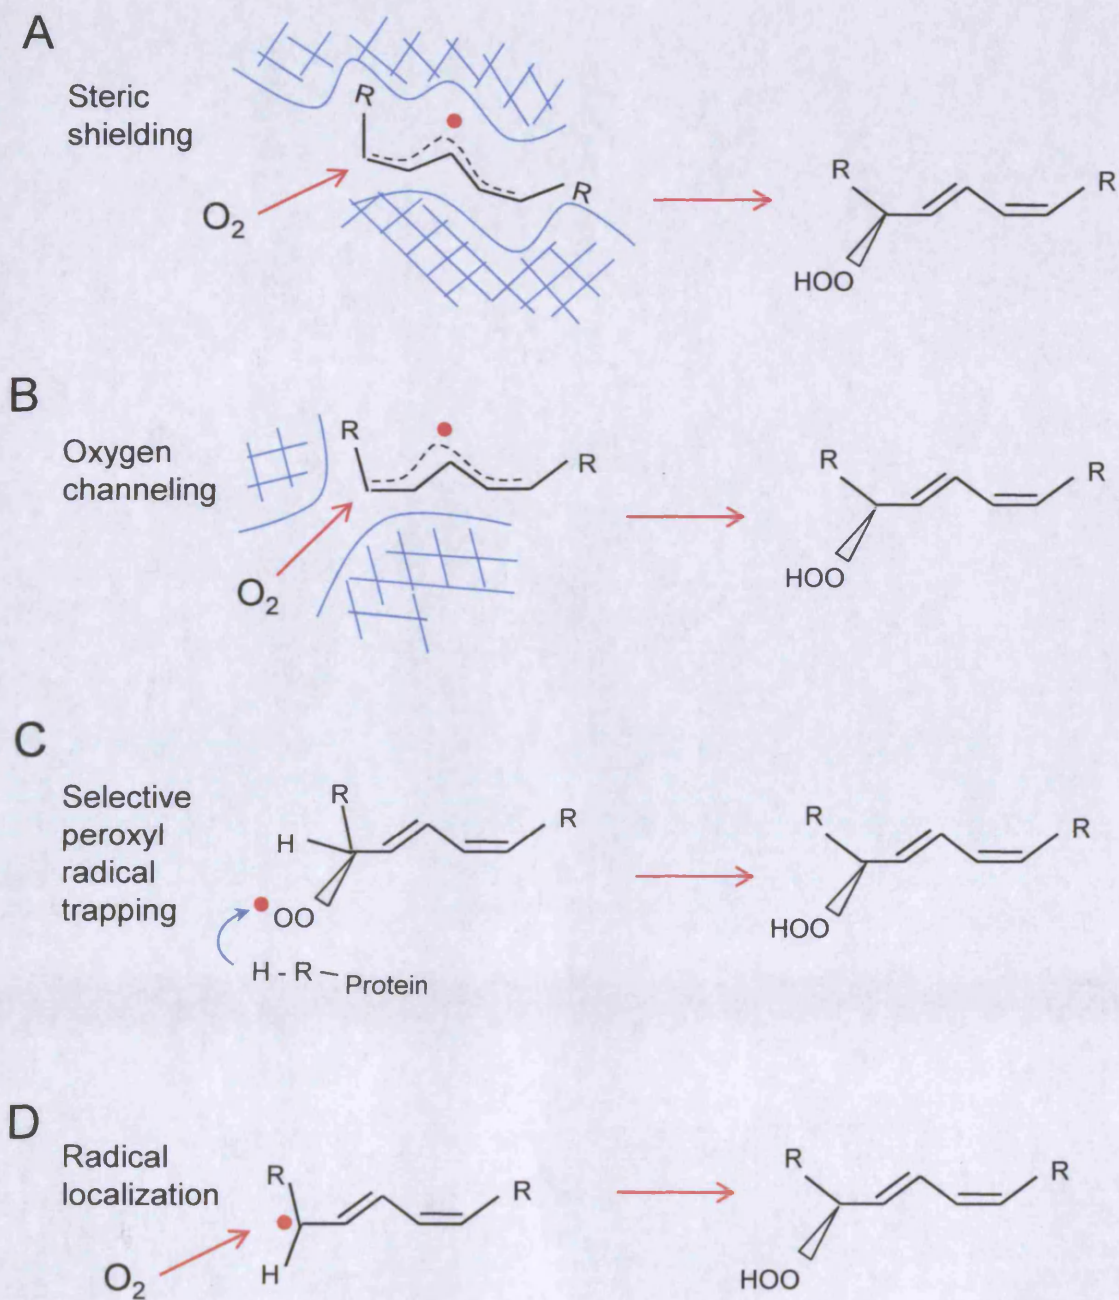 A
Steric
shielding
R
R
O2
R
R
HOO
B
Oxygen
channeling
R
R
O2
R
R
HOO
C
Selective
peroxyl
radical
trapping
R
H
R
OO
H - R – Protein
R
R
HOO
D
Radical
localization
R
R
H
O2
R
R
HOO